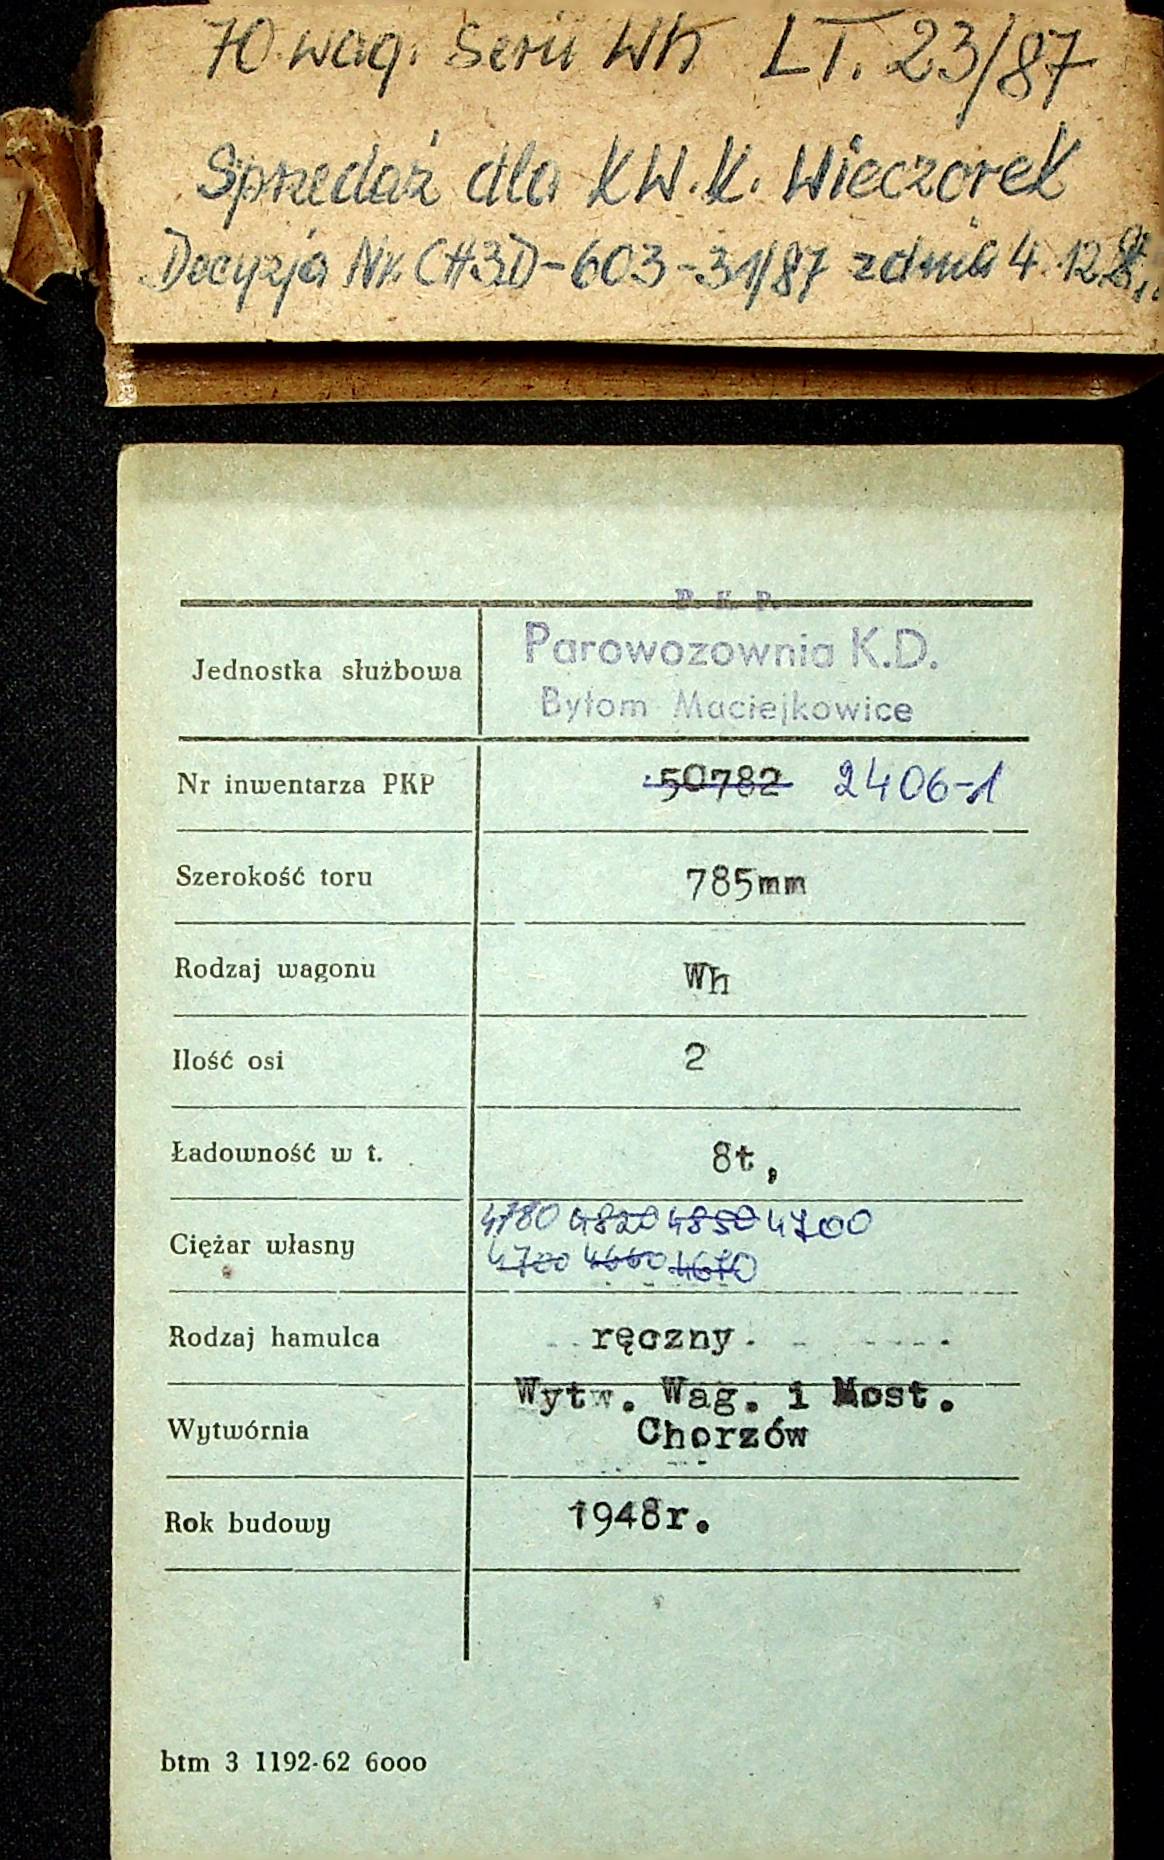 70 wag. Serii Wh LT. 23/87
Sprzedaż dla KW.K. Wieczorek
Decyzja Nr. CH3D-603-31/87 z dnia 4.12.
P. K. P.
Jednostka służbowa Parowozownia K.D.
Bytom Maciejkowice
Nr inwentarza PKP 50782 2406-1
Szerokość toru 785mm
Rodzaj wagonu Wh
Ilość osi 2
Ładowność w t. 8t,
4780 4820 4850 4700
Ciężar własny
4700 4660 4610
Rodzaj hamulca ręczny.
Wytw. Wag. i Most.
Wytwórnia Chorzów
Rok budowy 1948r.
btm 3 1192-62 6000